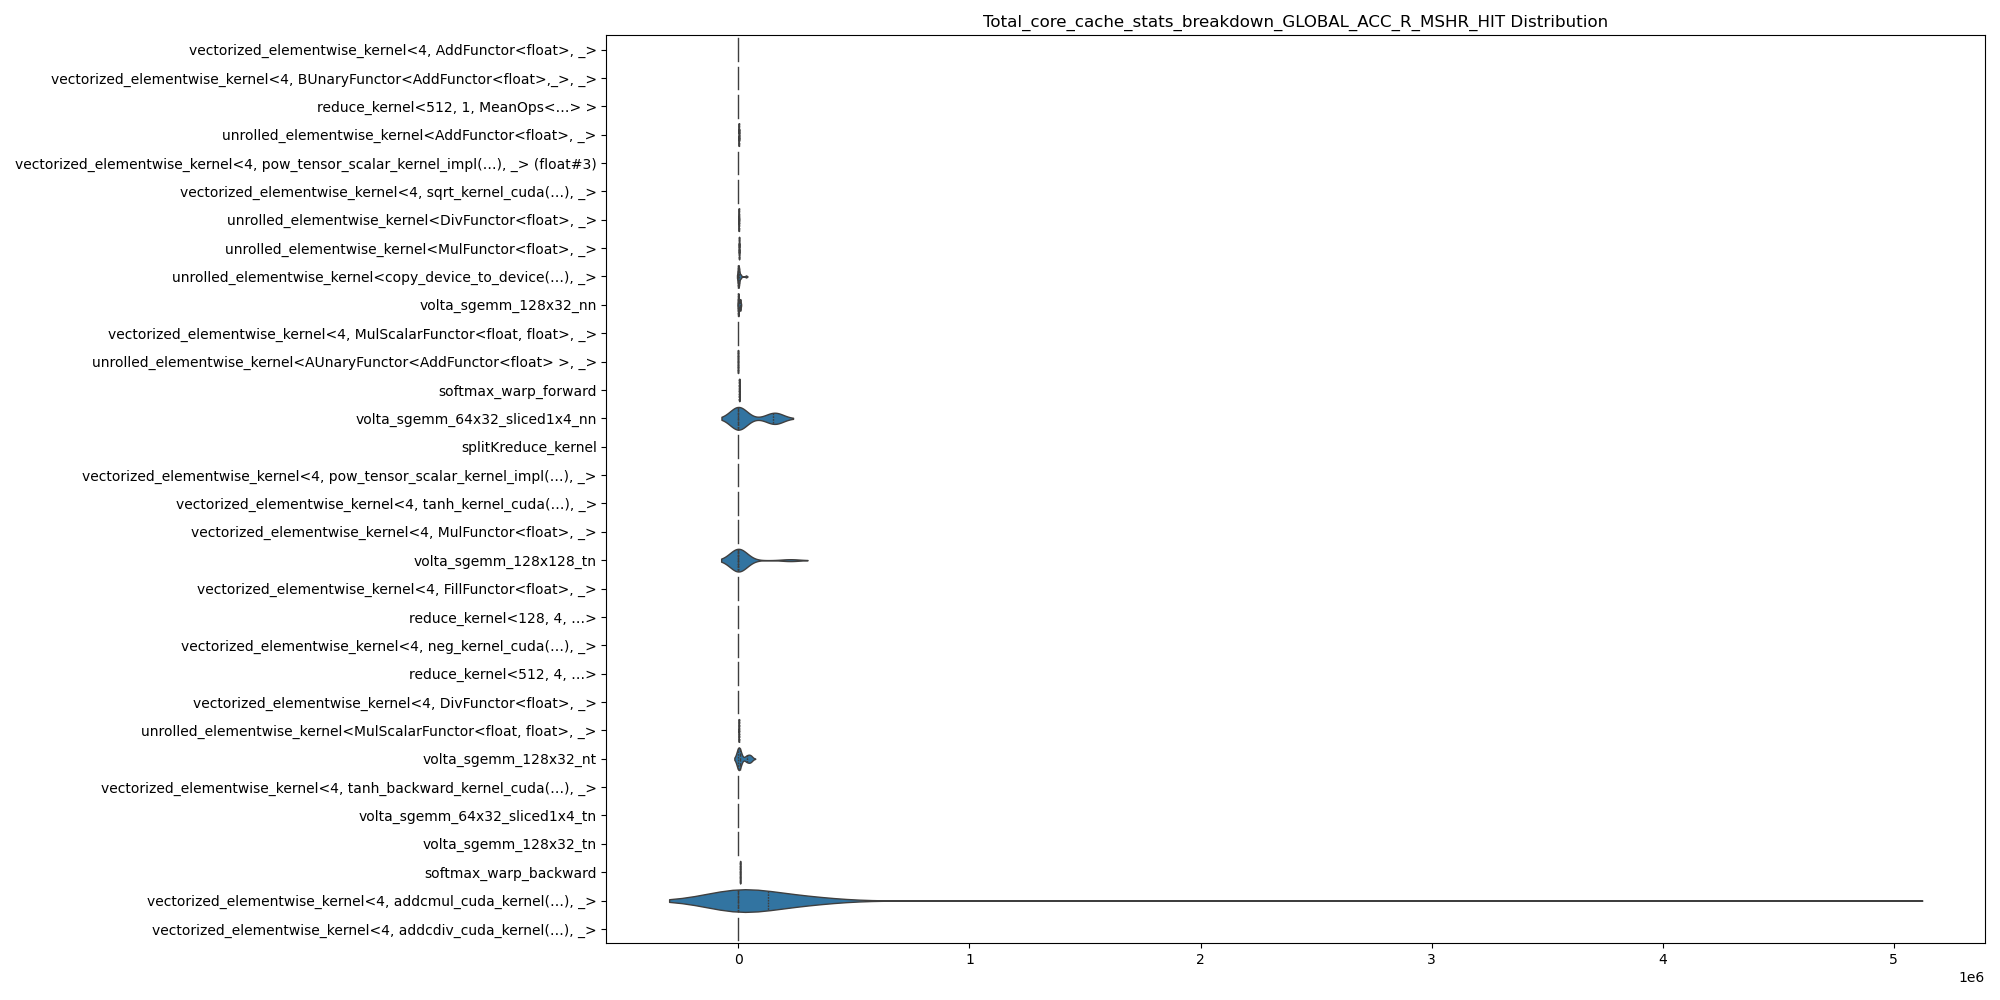 Total_core_cache_stats_breakdown_GLOBAL_ACC_R_MSHR_HIT Distribution
vectorized_elementwise_kernel<4, AddFunctor<float>, _>
vectorized_elementwise_kernel<4, BUnaryFunctor<AddFunctor<float>,_>, _>
reduce_kernel<512, 1, MeanOps<...> >
unrolled_elementwise_kernel<AddFunctor<float>, _>
vectorized_elementwise_kernel<4, pow_tensor_scalar_kernel_impl(...), _> (float#3)
vectorized_elementwise_kernel<4, sqrt_kernel_cuda(...), _>
unrolled_elementwise_kernel<DivFunctor<float>, _>
unrolled_elementwise_kernel<MulFunctor<float>, _>
unrolled_elementwise_kernel<copy_device_to_device(...), _>
volta_sgemm_128x32_nn
vectorized_elementwise_kernel<4, MulScalarFunctor<float, float>, _>
unrolled_elementwise_kernel<AUnaryFunctor<AddFunctor<float> >, _>
softmax_warp_forward
volta_sgemm_64x32_sliced1x4_nn
splitKreduce_kernel
vectorized_elementwise_kernel<4, pow_tensor_scalar_kernel_impl(...), _>
vectorized_elementwise_kernel<4, tanh_kernel_cuda(...), _>
vectorized_elementwise_kernel<4, MulFunctor<float>, _>
volta_sgemm_128x128_tn
vectorized_elementwise_kernel<4, FillFunctor<float>, _>
reduce_kernel<128, 4, ...>
vectorized_elementwise_kernel<4, neg_kernel_cuda(...), _>
reduce_kernel<512, 4, ...>
vectorized_elementwise_kernel<4, DivFunctor<float>, _>
unrolled_elementwise_kernel<MulScalarFunctor<float, float>, _>
volta_sgemm_128x32_nt
vectorized_elementwise_kernel<4, tanh_backward_kernel_cuda(...), _>
volta_sgemm_64x32_sliced1x4_tn
volta_sgemm_128x32_tn
softmax_warp_backward
vectorized_elementwise_kernel<4, addcmul_cuda_kernel(...), _>
vectorized_elementwise_kernel<4, addcdiv_cuda_kernel(...), _>
0 1 2 3 4 5
1e6